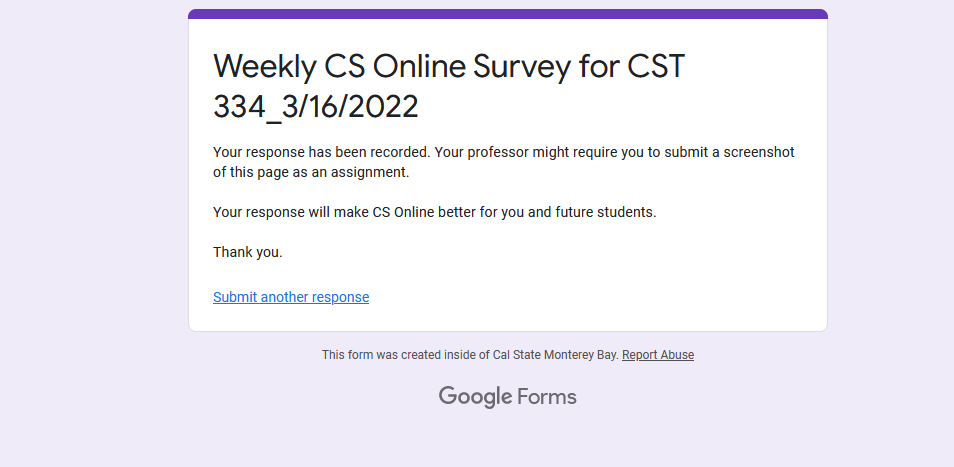 Weekly CS Online Survey for CST
334_3/16/2022
Your response has been recorded. Your professor might require you to submit a screenshot
of this page as an assignment.
Your response will make CS Online better for you and future students.
Thank you.
Submit another response
This form was created inside of Cal State Monterey Bay. Report Abuse
Google Forms